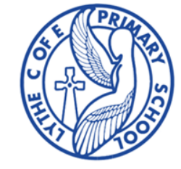 LYTHE C OF E PRIMARY SCHOOL